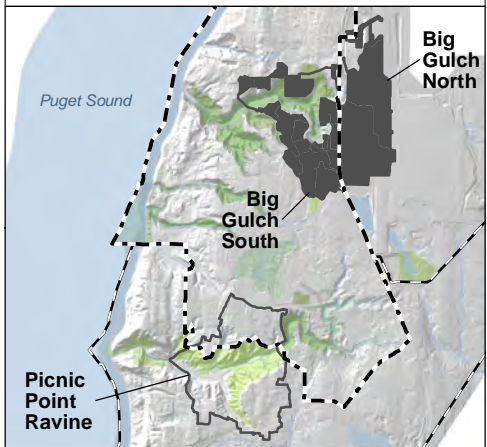 Big
Gulch
North
Puget Sound
Big
Gulch
South
Picnic
Point
Ravine